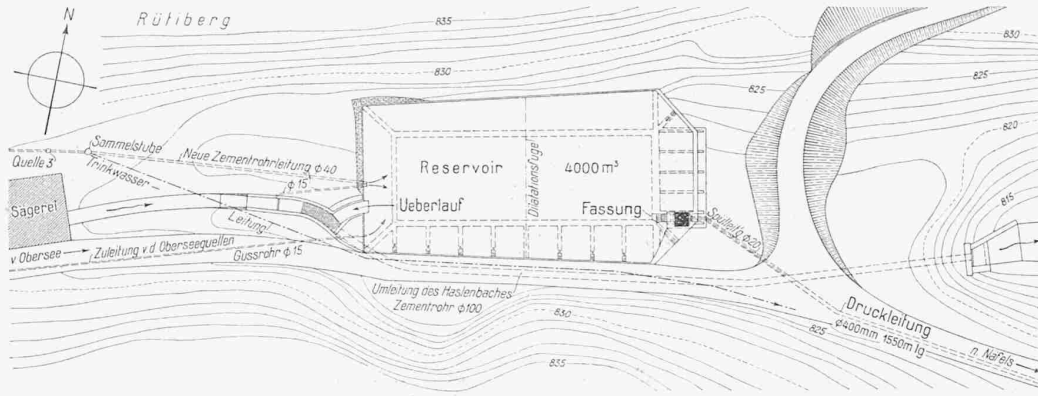 Rütiberg
835
830
N
830
825
825
820
815
Quelle 3
Sammelstube
Neue Zementrohrleitung ϕ40
Trinkwasser-
Leitung
ϕ15
Sägerei
Reservoir
4000 m³
Dilatationsfuge
Ueberlauf
Fassung
Spülltg ϕ20
v Obersee
Zuleitung v. d Oberseequellen
Gussrohr ϕ15
Umleitung des Haslenbaches
Zementrohr ϕ100
830
835
825
Druckleitung
ϕ400mm 1550m lg
n. Näfels